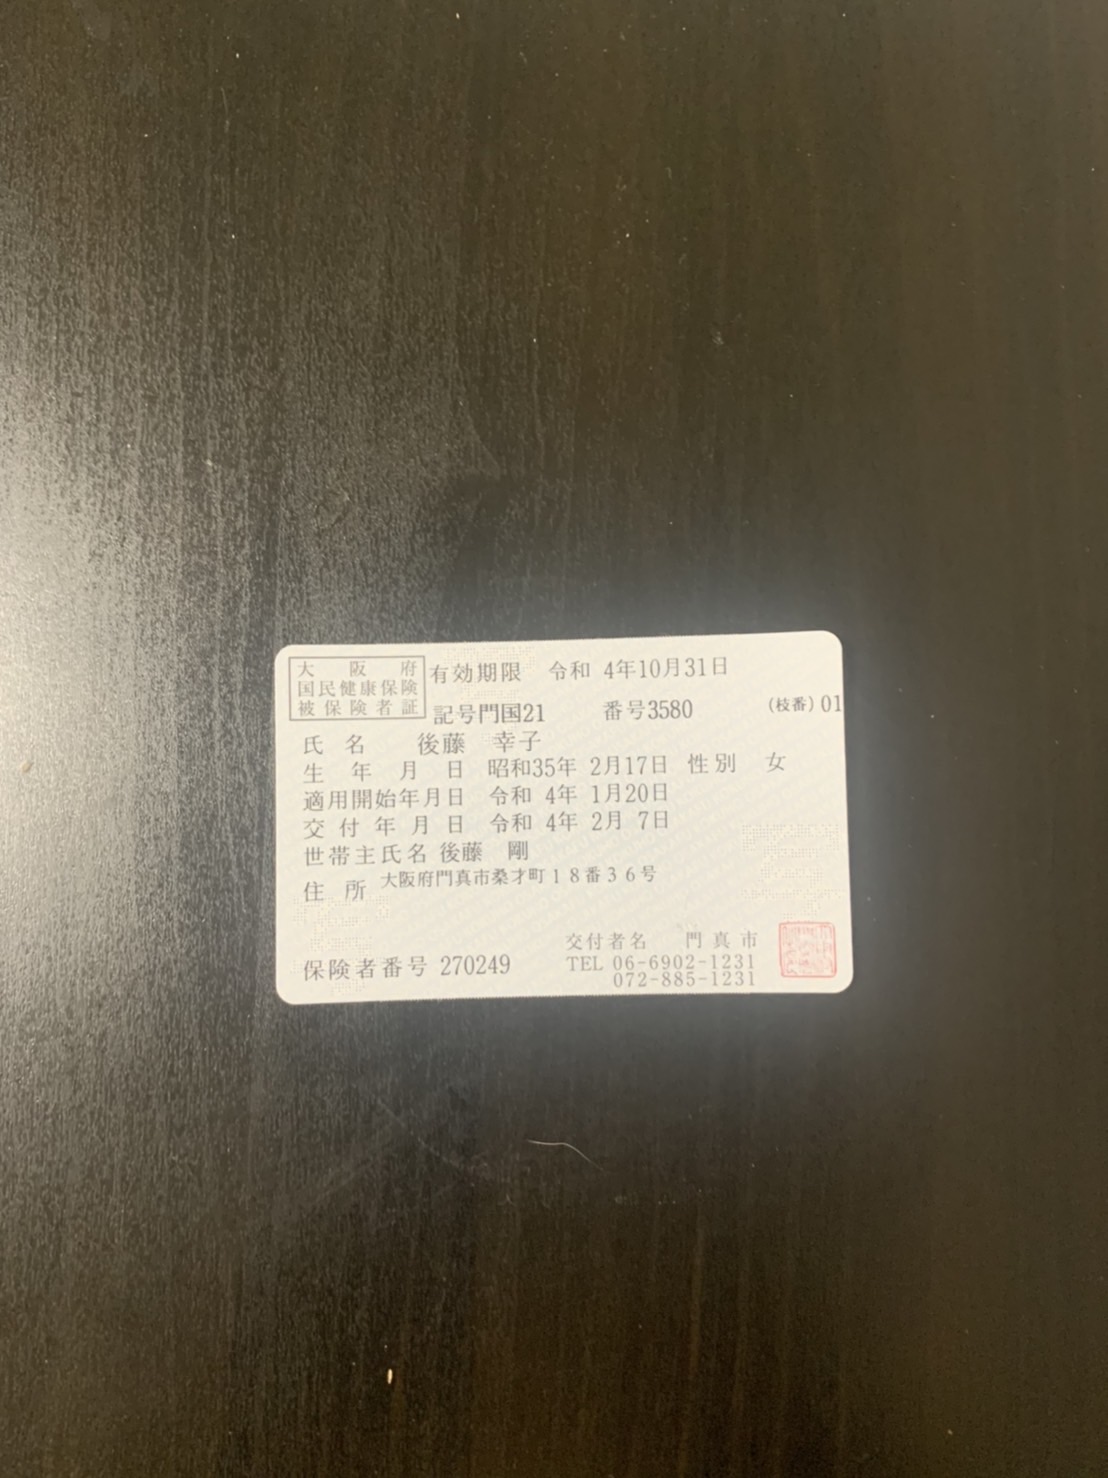 大阪府
国民健康保険
被保険者証
有効期限 令和 4年10月31日
記号門国21 番号3580 (枝番)01
氏名 後藤 幸子
生年月日 昭和35年 2月17日 性別 女
適用開始年月日 令和 4年 1月20日
交付年月日 令和 4年 2月 7日
世帯主氏名 後藤 剛
住所 大阪府門真市桑才町18番36号
交付者名 門真市
保険者番号 270249 TEL 06-6902-1231
072-885-1231